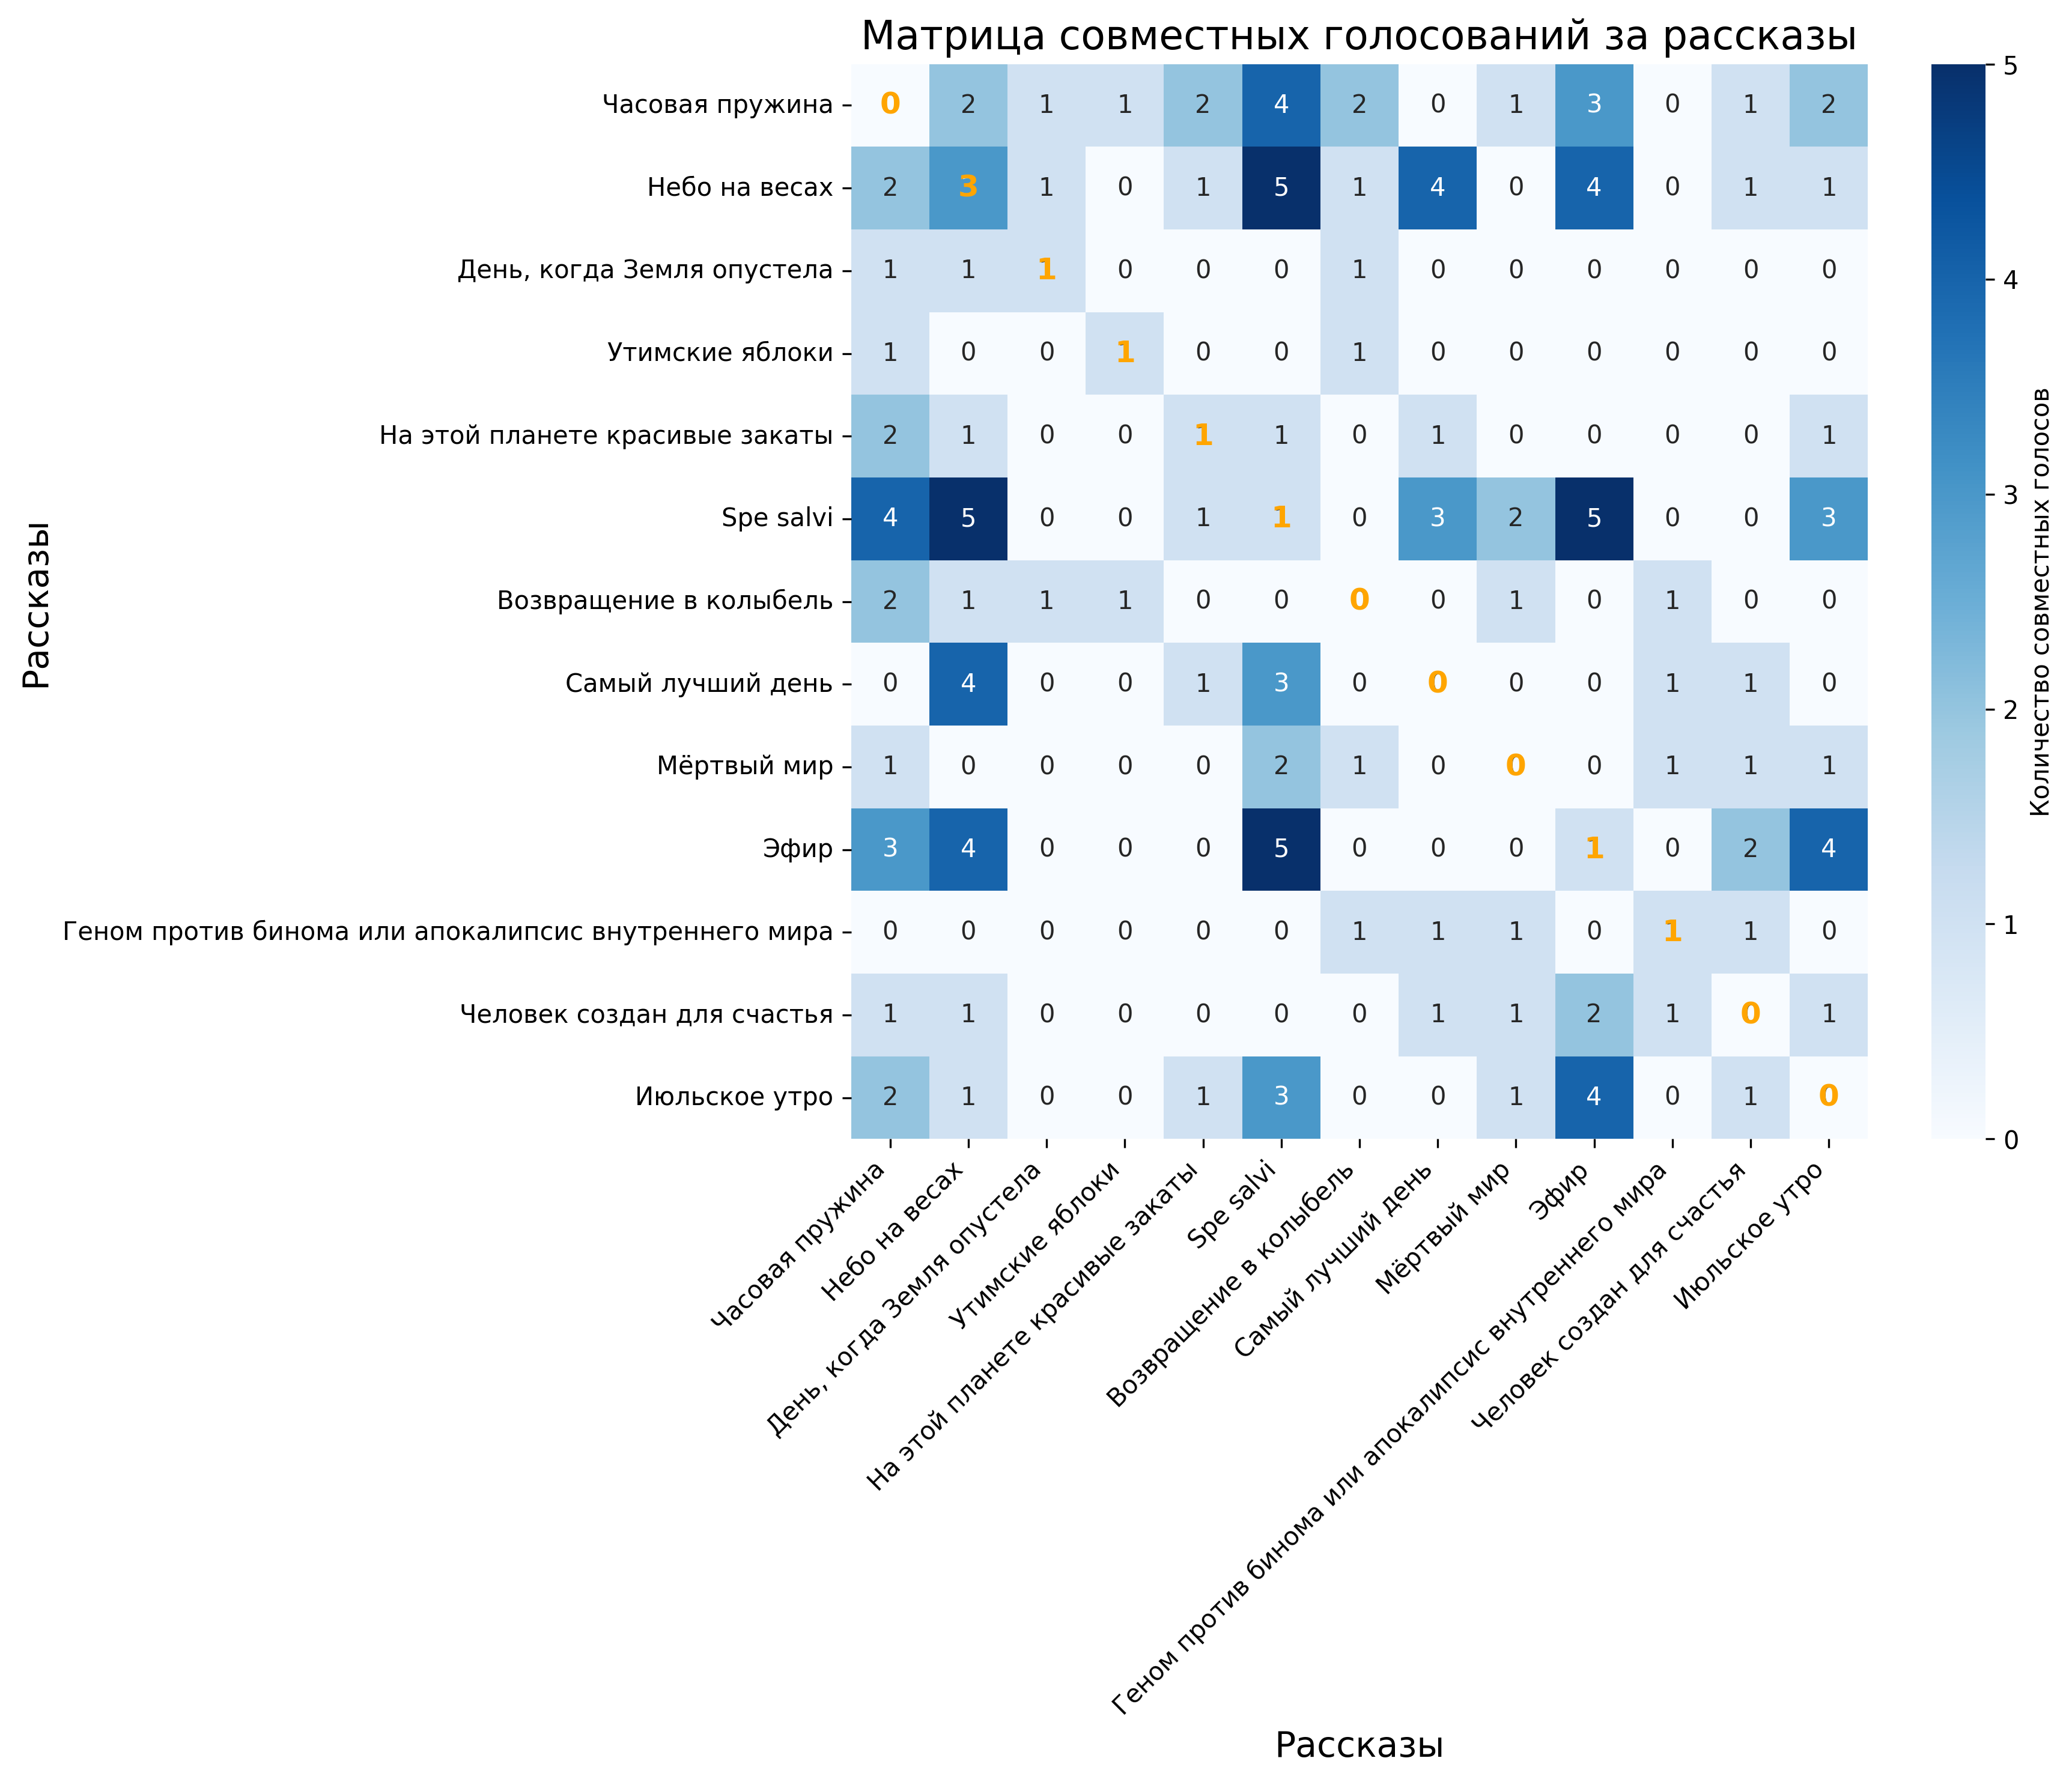 Матрица совместных голосований за рассказы
Часовая пружина 0 2 1 1 2 4 2 0 1 3 0 1 2
Небо на весах 2 3 1 0 1 5 1 4 0 4 0 1 1
День, когда Земля опустела 1 1 1 0 0 0 1 0 0 0 0 0 0
Утимские яблоки 1 0 0 1 0 0 1 0 0 0 0 0 0
На этой планете красивые закаты 2 1 0 0 1 1 0 1 0 0 0 0 1
Spe salvi 4 5 0 0 1 1 0 3 2 5 0 0 3
Возвращение в колыбель 2 1 1 1 0 0 0 0 1 0 1 0 0
Самый лучший день 0 4 0 0 1 3 0 0 0 0 1 1 0
Мёртвый мир 1 0 0 0 0 2 1 0 0 0 1 1 1
Эфир 3 4 0 0 0 5 0 0 0 1 0 2 4
Геном против бинома или апокалипсис внутреннего мира 0 0 0 0 0 0 1 1 1 0 1 1 0
Человек создан для счастья 1 1 0 0 0 0 0 1 1 2 1 0 1
Июльское утро 2 1 0 0 1 3 0 0 1 4 0 1 0
Рассказы
Часовая пружина
Небо на весах
День, когда Земля опустела
Утимские яблоки
На этой планете красивые закаты
Spe salvi
Возвращение в колыбель
Самый лучший день
Мёртвый мир
Эфир
Геном против бинома или апокалипсис внутреннего мира
Человек создан для счастья
Июльское утро
Рассказы
5
4
3
2
1
0
Количество совместных голосов